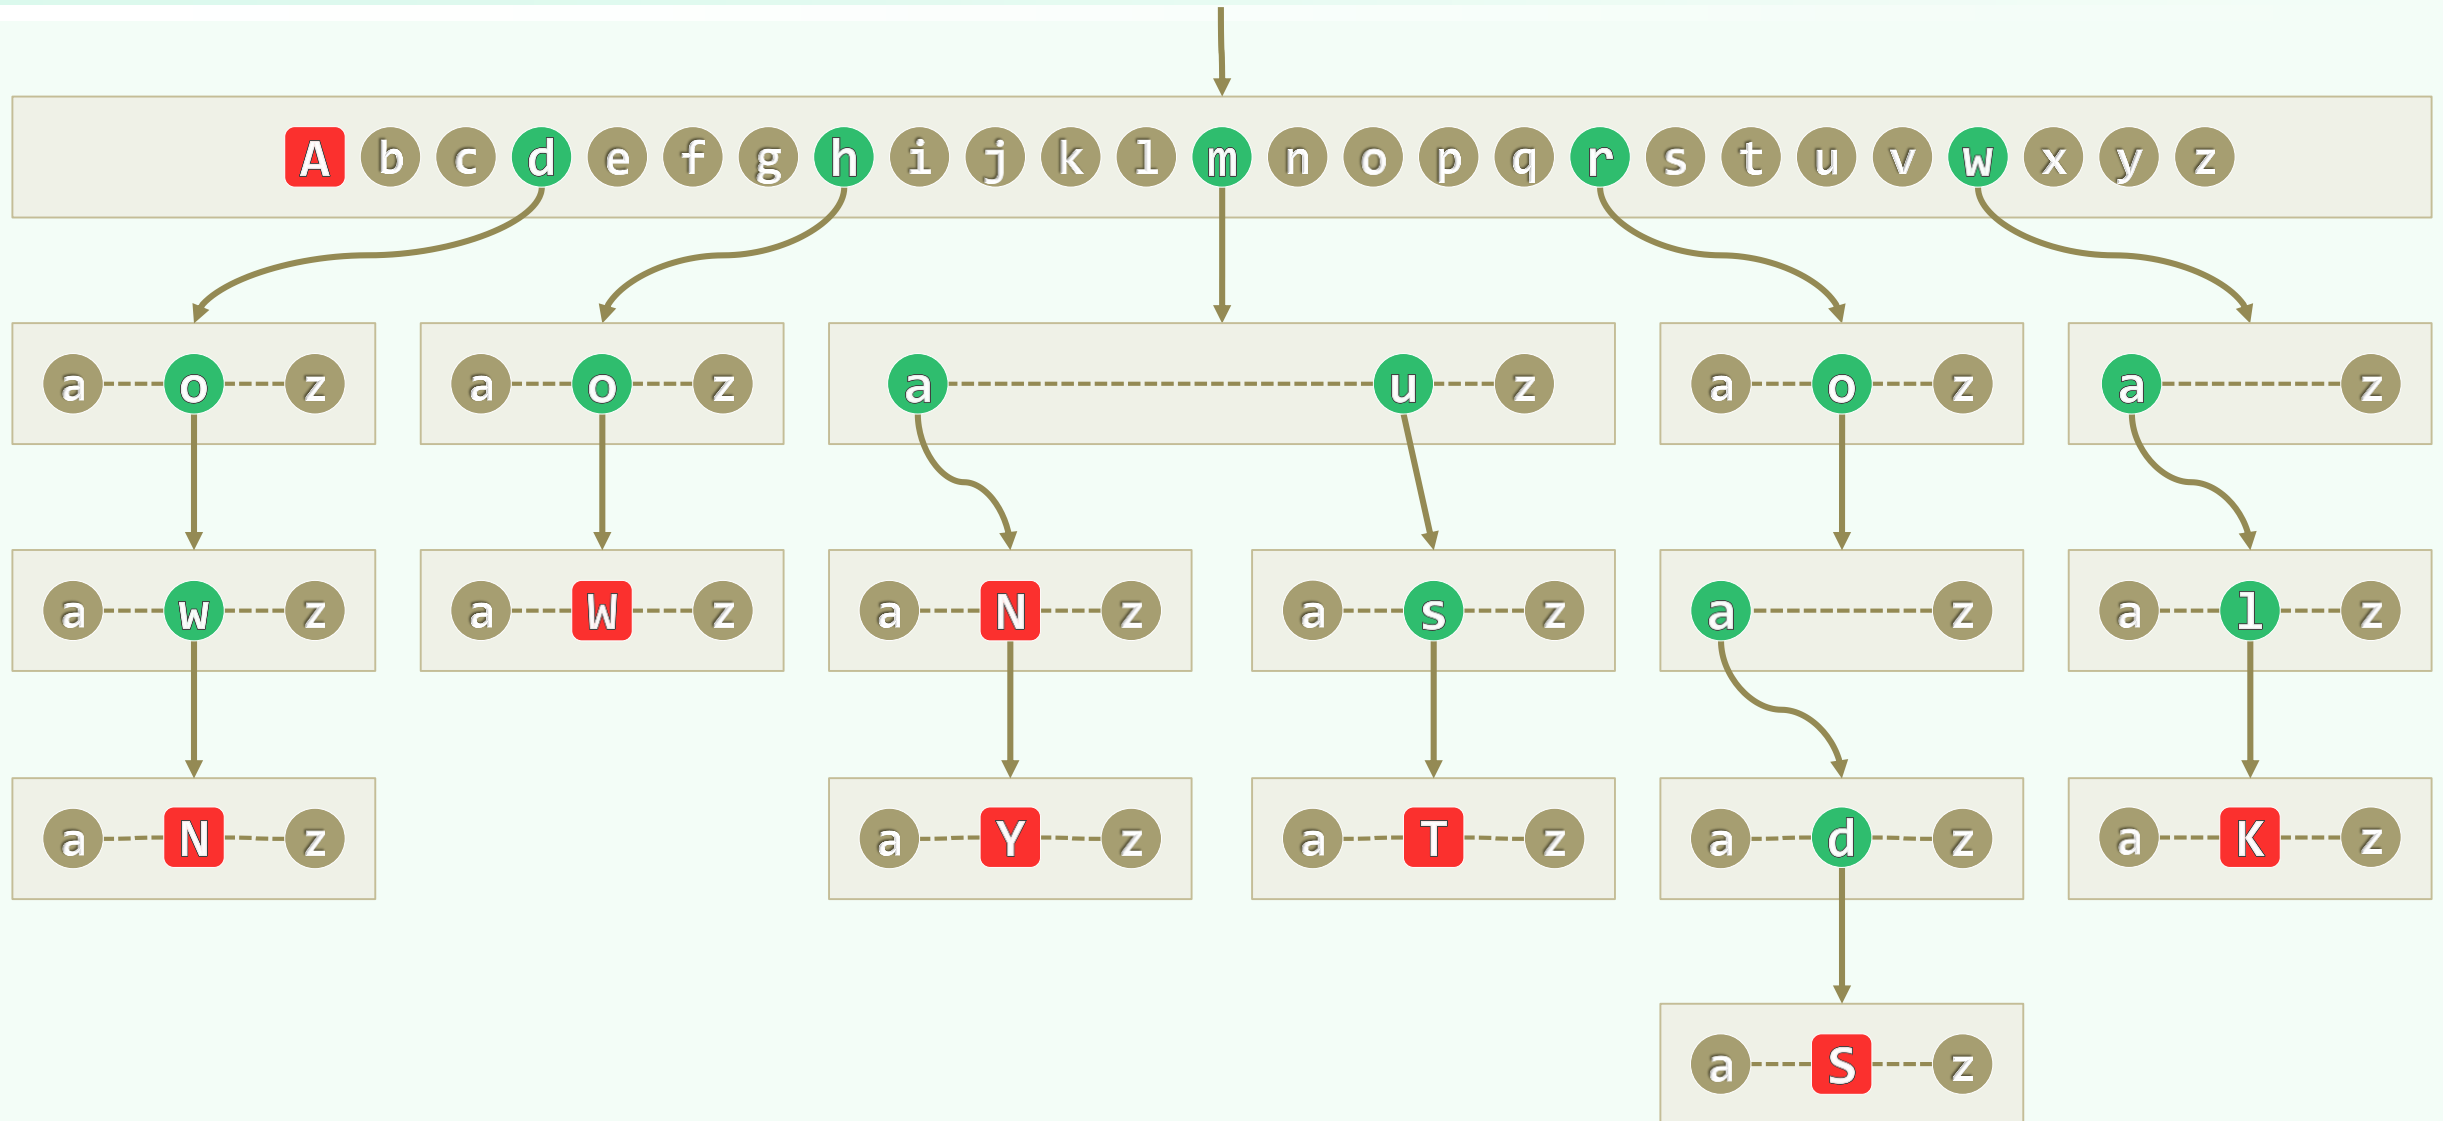 A b c d e f g h i j k l m n o p q r s t u v w x y z
a o z a o z a u z a o z a z
a w z a W z a N z a s z a z a l z
a N z a Y z a T z a d z a K z
a S z